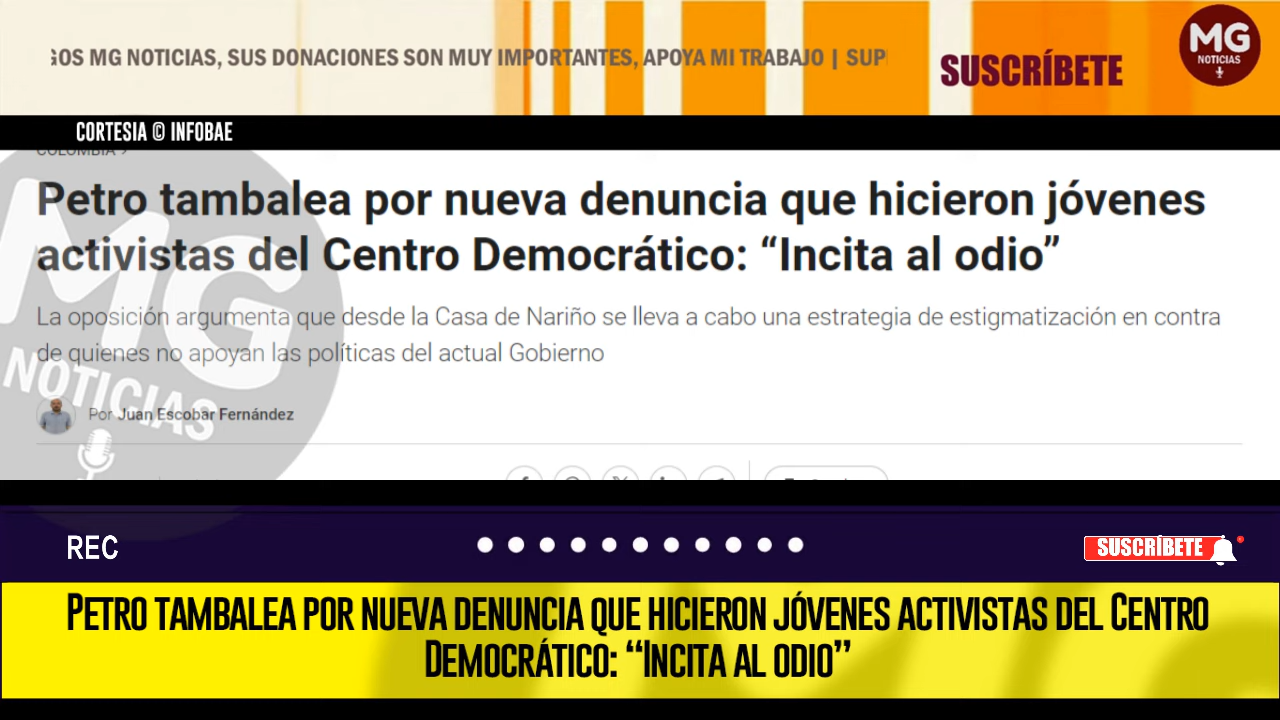 GOS MG NOTICIAS, SUS DONACIONES SON MUY IMPORTANTES, APOYA MI TRABAJO | SUP
SUSCRÍBETE
MG
NOTICIAS
CORTESIA © INFOBAE
COLOMBIA >
Petro tambalea por nueva denuncia que hicieron jóvenes
activistas del Centro Democrático: “Incita al odio”
La oposición argumenta que desde la Casa de Nariño se lleva a cabo una estrategia de estigmatización en contra
de quienes no apoyan las políticas del actual Gobierno
MG
NOTICIAS
Por Juan Escobar Fernández
REC
SUSCRÍBETE
PETRO TAMBALEA POR NUEVA DENUNCIA QUE HICIERON JÓVENES ACTIVISTAS DEL CENTRO
DEMOCRÁTICO: “INCITA AL ODIO”